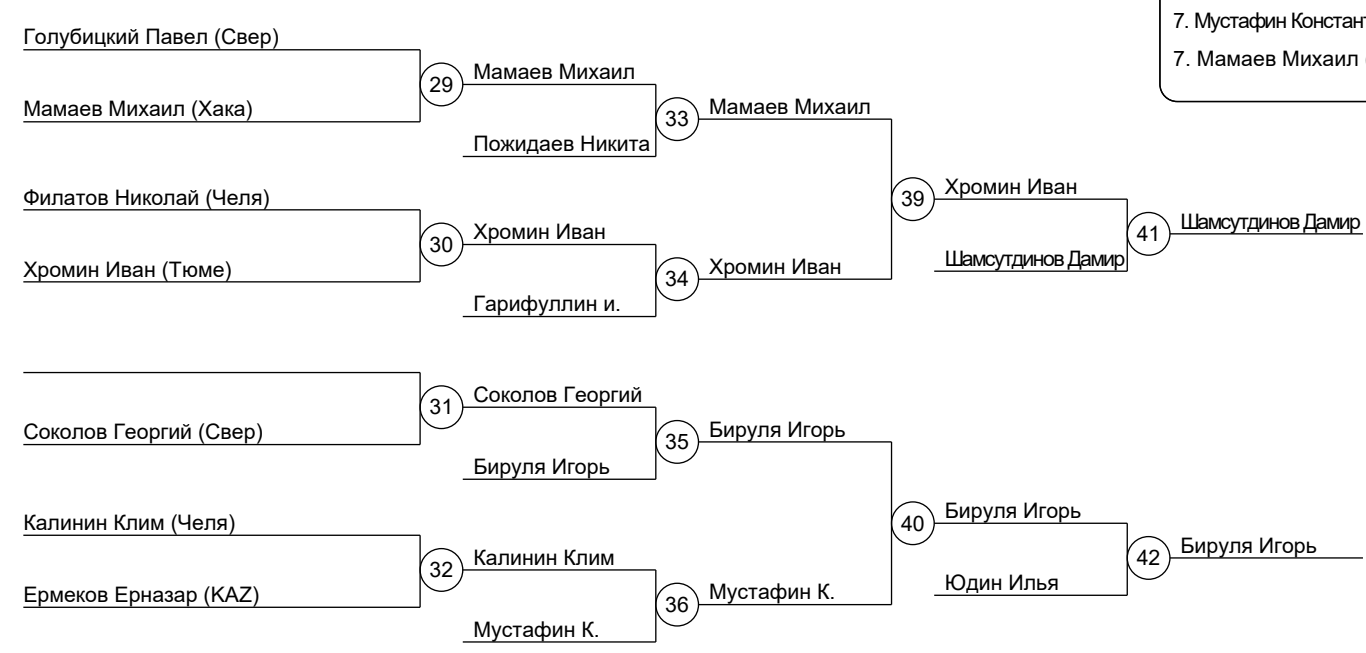 7. Мустафин Констант
7. Мамаев Михаил
Голубицкий Павел (Свер)
29
Мамаев Михаил
Мамаев Михаил (Хака)
33
Мамаев Михаил
Пожидаев Никита
Филатов Николай (Челя)
39
Хромин Иван
30
Хромин Иван
41
Шамсутдинов Дамир
Хромин Иван (Тюме)
34
Хромин Иван
Шамсутдинов Дамир
Гарифуллин и.
31
Соколов Георгий
Соколов Георгий (Свер)
35
Бируля Игорь
Бируля Игорь
Калинин Клим (Челя)
40
Бируля Игорь
32
Калинин Клим
42
Бируля Игорь
Ермеков Ерназар (KAZ)
36
Мустафин К.
Юдин Илья
Мустафин К.